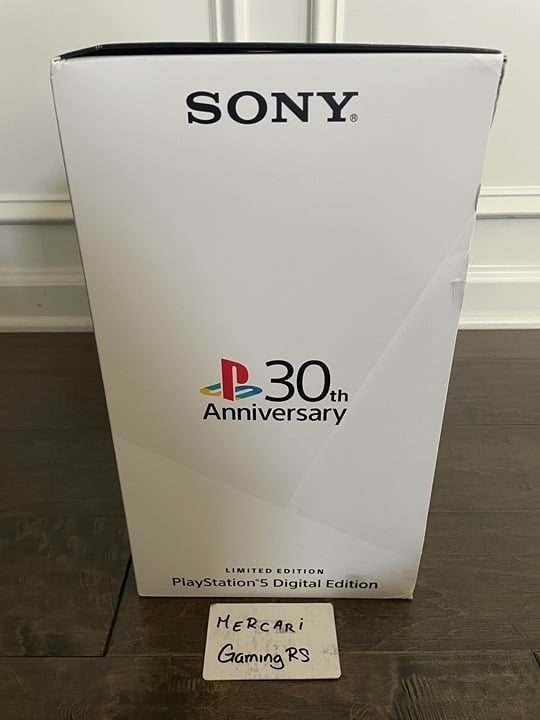 SONY®
30th
Anniversary
LIMITED EDITION
PlayStation®5 Digital Edition
MERCARi
GamingRS